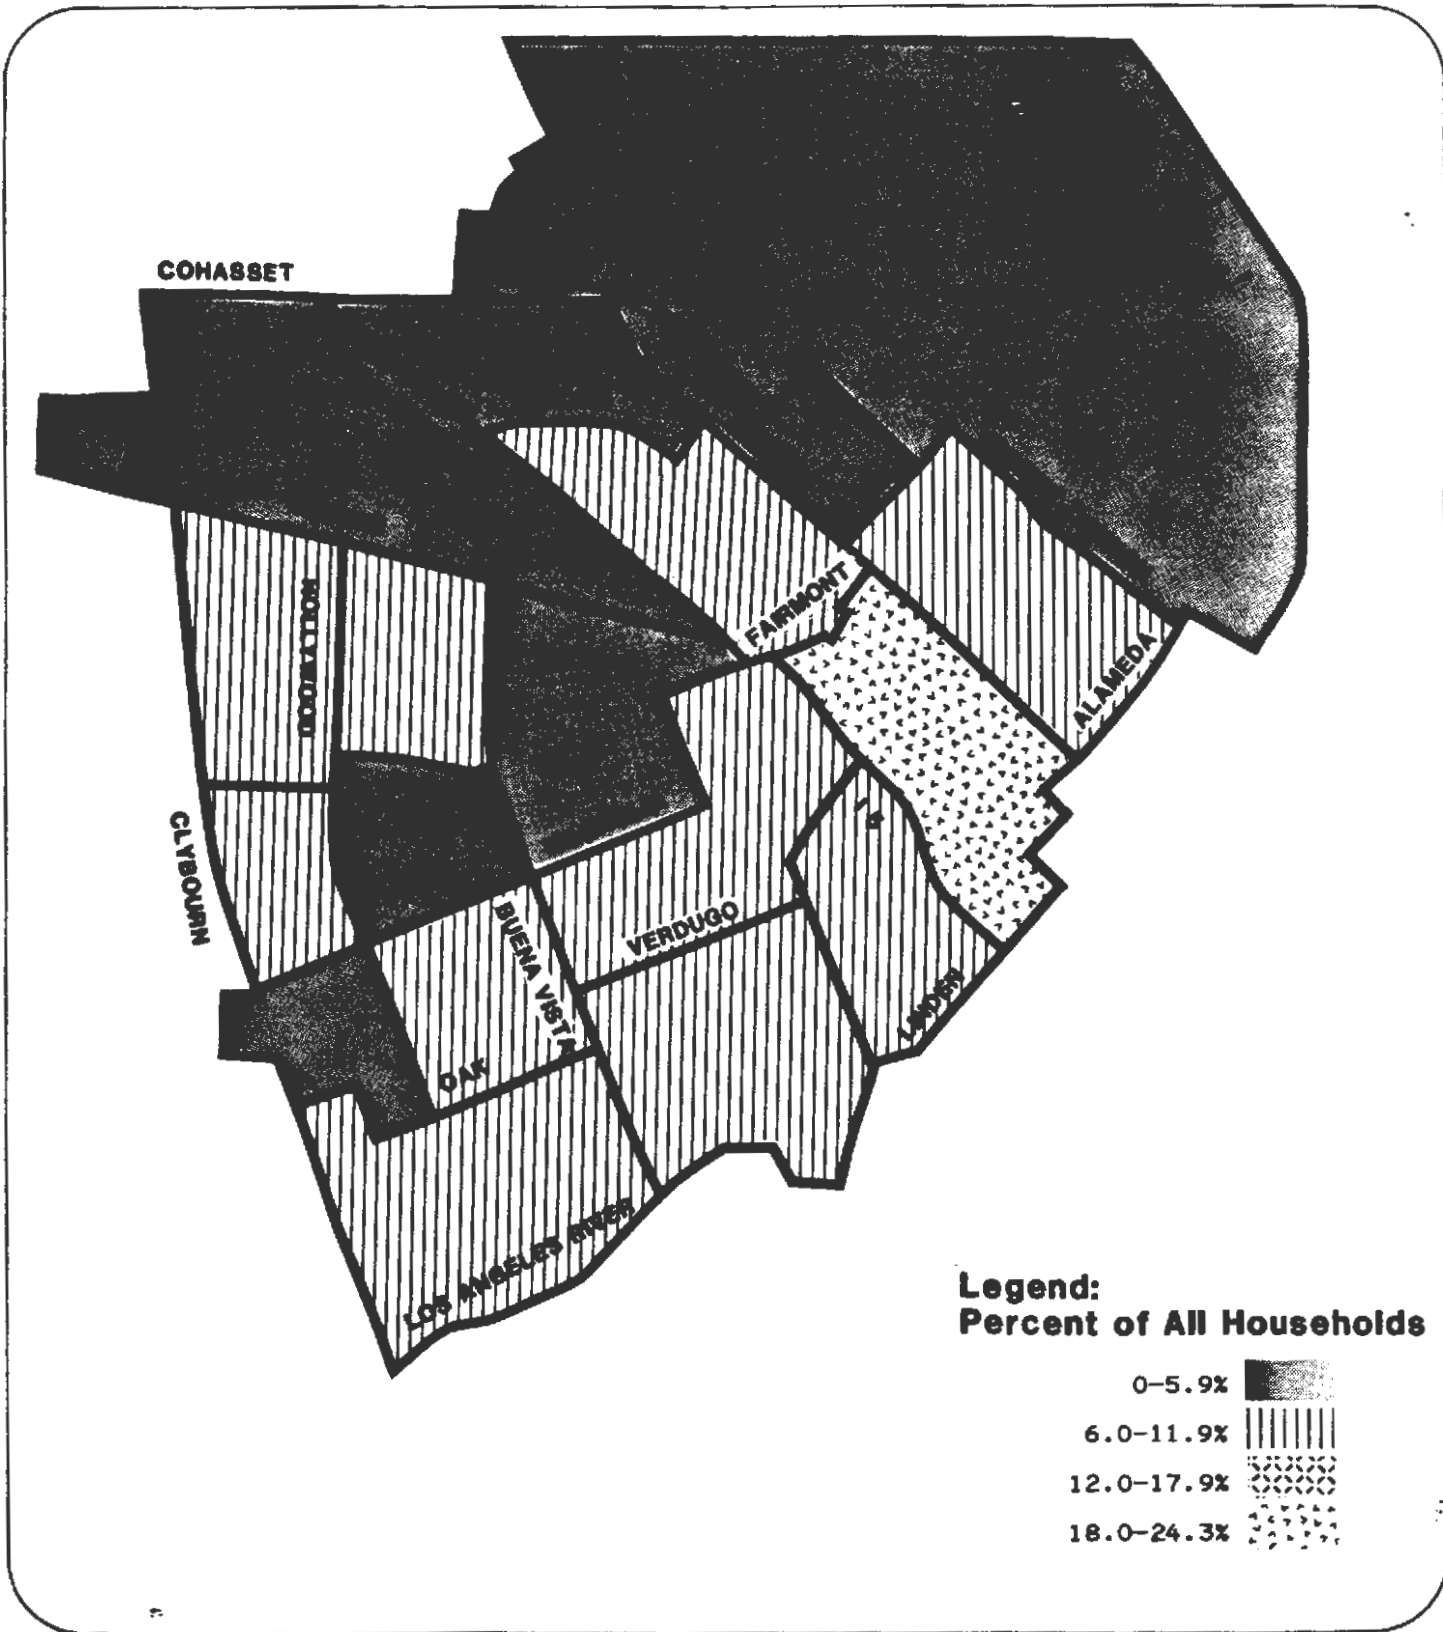 COHASSET
HOLLYWOOD
FAIRMONT
ALAMEDA
CLYBOURN
BUENA VISTA
VERDUGO
I-5
LINDEN
OAK
LOS ANGELES RIVER
Legend:
Percent of All Households
0-5.9%
6.0-11.9%
12.0-17.9%
18.0-24.3%